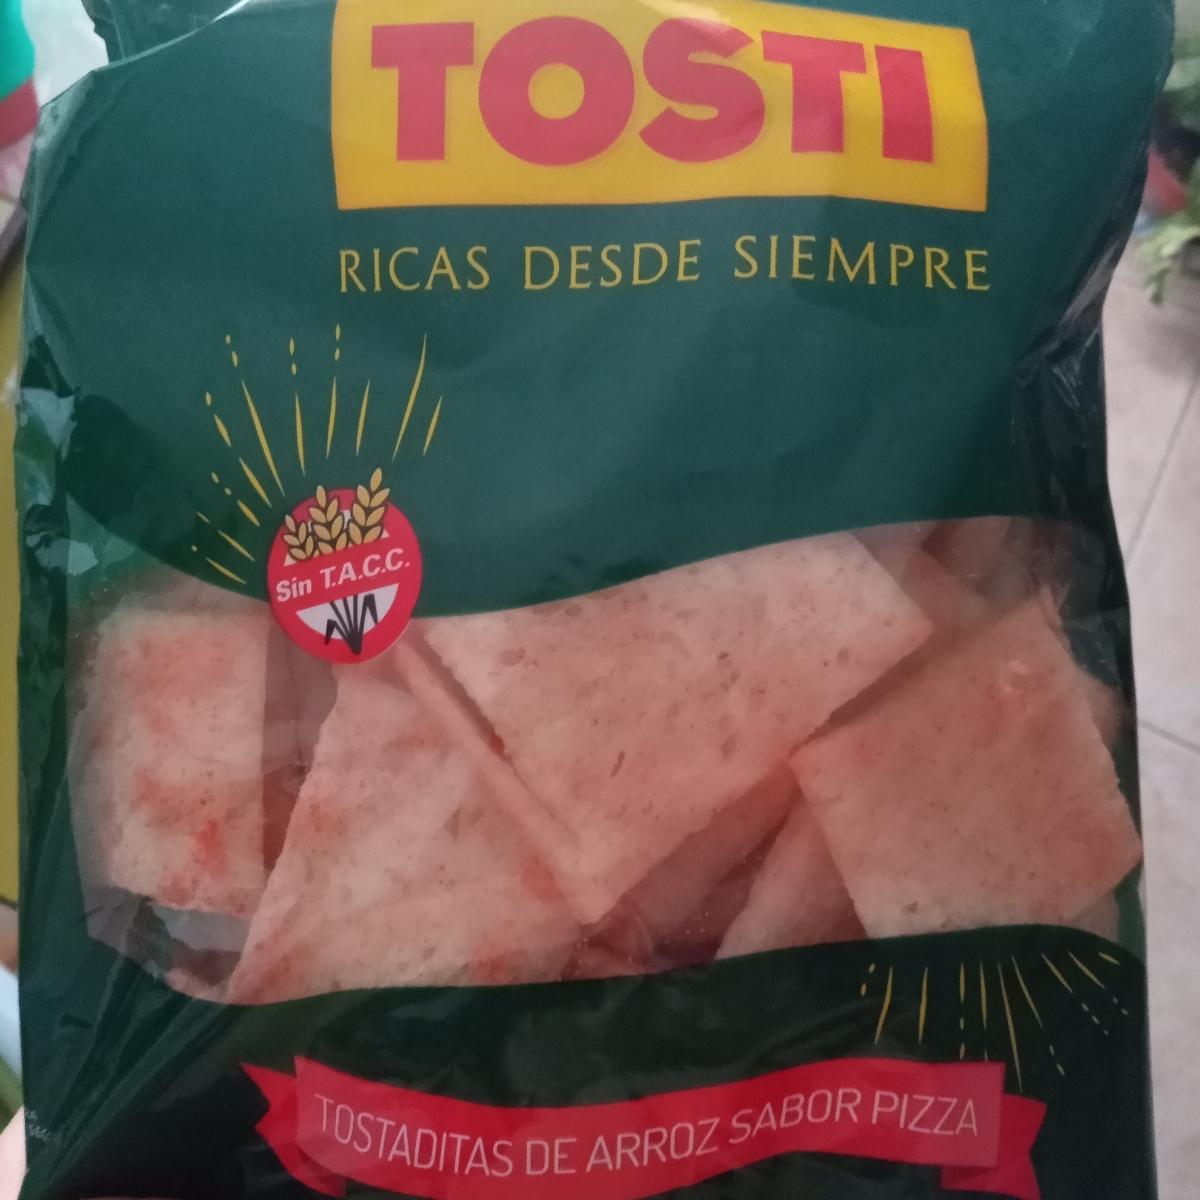 TOSTI
RICAS DESDE SIEMPRE
Sin T.A.C.C.
TOSTADITAS DE ARROZ SABOR PIZZA